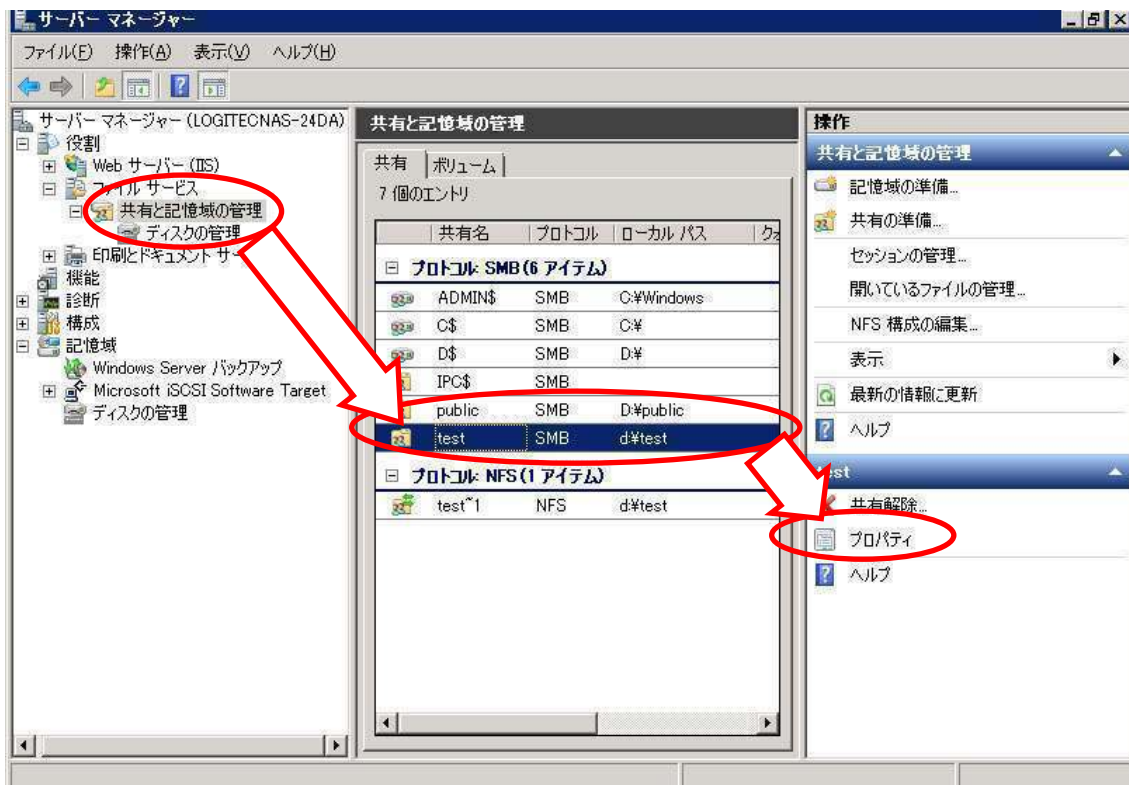 サーバー マネージャー
ファイル(F) 操作(A) 表示(V) ヘルプ(H)
サーバー マネージャー (LOGITECNAS-24DA)
役割
Web サーバー (IIS)
ファイル サービス
共有と記憶域の管理
ディスクの管理
印刷とドキュメント サー
機能
診断
構成
記憶域
Windows Server バックアップ
Microsoft iSCSI Software Target
ディスクの管理
共有と記憶域の管理
共有 ボリューム
7 個のエントリ
共有名 プロトコル ローカル パス クォ
プロトコル: SMB (6 アイテム)
ADMIN$ SMB C:¥Windows
C$ SMB C:¥
D$ SMB D:¥
IPC$ SMB
public SMB D:¥public
test SMB d:¥test
プロトコル: NFS (1 アイテム)
test~1 NFS d:¥test
操作
共有と記憶域の管理
記憶域の準備...
共有の準備...
セッションの管理...
開いているファイルの管理...
NFS 構成の編集...
表示
最新の情報に更新
ヘルプ
test
共有解除...
プロパティ
ヘルプ